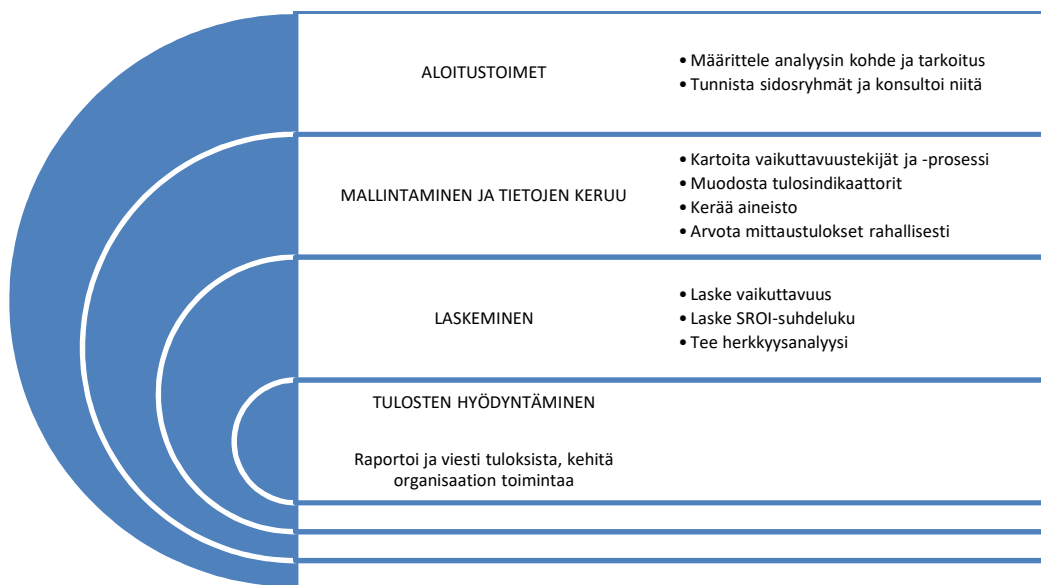 ALOITUSTOIMET
• Määrittele analyysin kohde ja tarkoitus
• Tunnista sidosryhmät ja konsultoi niitä
MALLINTAMINEN JA TIETOJEN KERUU
• Kartoita vaikuttavuustekijät ja -prosessi
• Muodosta tulosindikaattorit
• Kerää aineisto
• Arvota mittaustulokset rahallisesti
LASKEMINEN
• Laske vaikuttavuus
• Laske SROI-suhdeluku
• Tee herkkyysanalyysi
TULOSTEN HYÖDYNTÄMINEN
Raportoi ja viesti tuloksista, kehitä
organisaation toimintaa